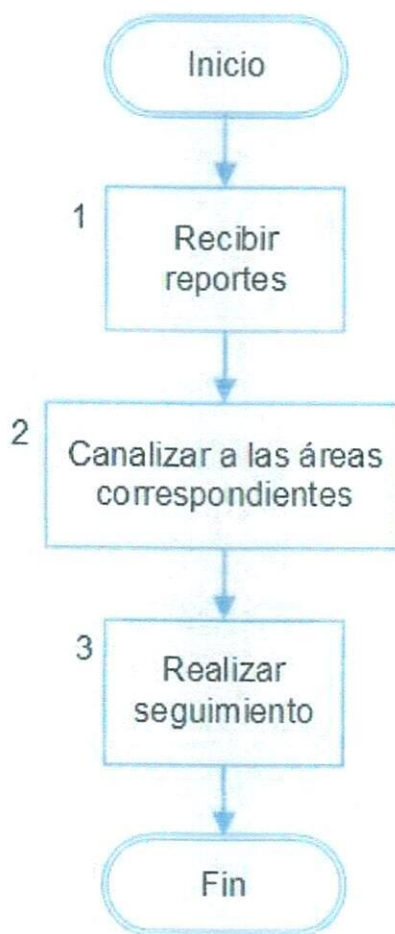 Inicio
1
Recibir
reportes
2
Canalizar a las áreas
correspondientes
3
Realizar
seguimiento
Fin